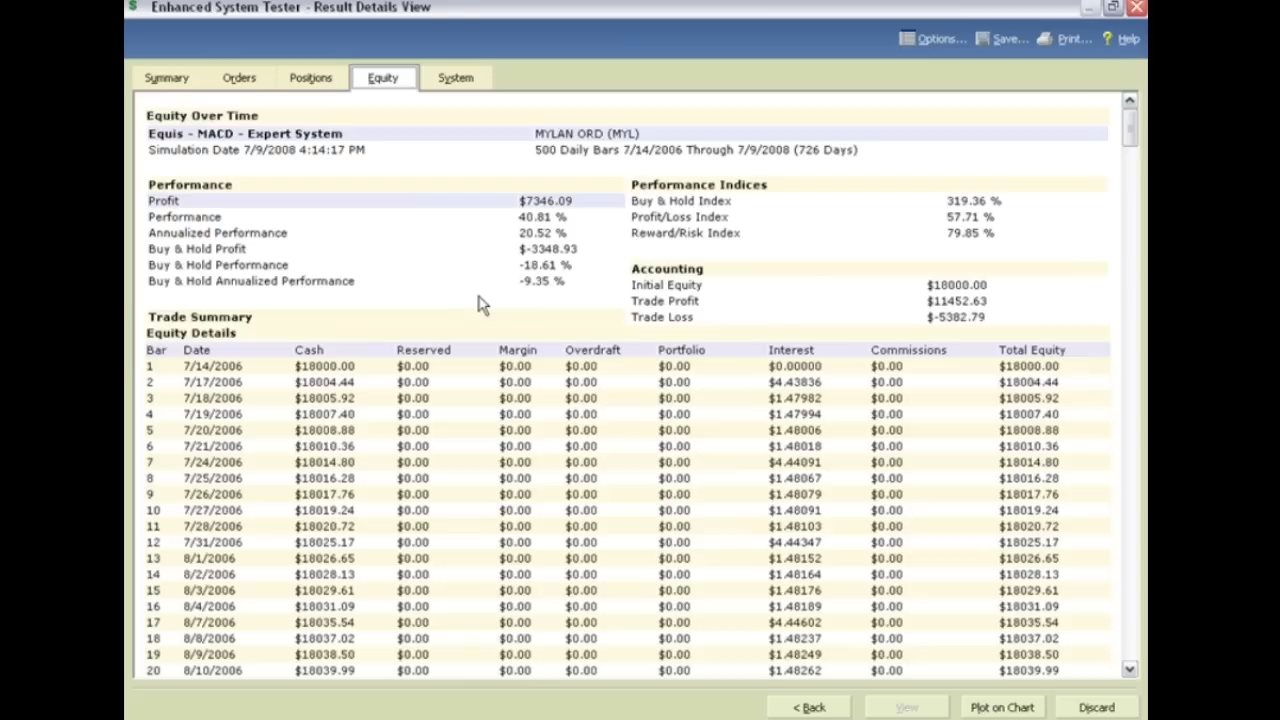 Enhanced System Tester - Result Details View
Options... Save... Print... ? Help
Summary Orders Positions Equity System
Equity Over Time
Equis - MACD - Expert System MYLAN ORD (MYL)
Simulation Date 7/9/2008 4:14:17 PM 500 Daily Bars 7/14/2006 Through 7/9/2008 (726 Days)
Performance Performance Indices
Profit $7346.09 Buy & Hold Index 319.36 %
Performance 40.81 % Profit/Loss Index 57.71 %
Annualized Performance 20.52 % Reward/Risk Index 79.85 %
Buy & Hold Profit $-3348.93
Buy & Hold Performance -18.61 % Accounting
Buy & Hold Annualized Performance -9.35 % Initial Equity $18000.00
Trade Profit $11452.63
Trade Summary Trade Loss $-5382.79
Equity Details
Bar Date Cash Reserved Margin Overdraft Portfolio Interest Commissions Total Equity
1 7/14/2006 $18000.00 $0.00 $0.00 $0.00 $0.00 $0.00000 $0.00 $18000.00
2 7/17/2006 $18004.44 $0.00 $0.00 $0.00 $0.00 $4.43836 $0.00 $18004.44
3 7/18/2006 $18005.92 $0.00 $0.00 $0.00 $0.00 $1.47982 $0.00 $18005.92
4 7/19/2006 $18007.40 $0.00 $0.00 $0.00 $0.00 $1.47994 $0.00 $18007.40
5 7/20/2006 $18008.88 $0.00 $0.00 $0.00 $0.00 $1.48006 $0.00 $18008.88
6 7/21/2006 $18010.36 $0.00 $0.00 $0.00 $0.00 $1.48018 $0.00 $18010.36
7 7/24/2006 $18014.80 $0.00 $0.00 $0.00 $0.00 $4.44091 $0.00 $18014.80
8 7/25/2006 $18016.28 $0.00 $0.00 $0.00 $0.00 $1.48067 $0.00 $18016.28
9 7/26/2006 $18017.76 $0.00 $0.00 $0.00 $0.00 $1.48079 $0.00 $18017.76
10 7/27/2006 $18019.24 $0.00 $0.00 $0.00 $0.00 $1.48091 $0.00 $18019.24
11 7/28/2006 $18020.72 $0.00 $0.00 $0.00 $0.00 $1.48103 $0.00 $18020.72
12 7/31/2006 $18025.17 $0.00 $0.00 $0.00 $0.00 $4.44347 $0.00 $18025.17
13 8/1/2006 $18026.65 $0.00 $0.00 $0.00 $0.00 $1.48152 $0.00 $18026.65
14 8/2/2006 $18028.13 $0.00 $0.00 $0.00 $0.00 $1.48164 $0.00 $18028.13
15 8/3/2006 $18029.61 $0.00 $0.00 $0.00 $0.00 $1.48176 $0.00 $18029.61
16 8/4/2006 $18031.09 $0.00 $0.00 $0.00 $0.00 $1.48189 $0.00 $18031.09
17 8/7/2006 $18035.54 $0.00 $0.00 $0.00 $0.00 $4.44602 $0.00 $18035.54
18 8/8/2006 $18037.02 $0.00 $0.00 $0.00 $0.00 $1.48237 $0.00 $18037.02
19 8/9/2006 $18038.50 $0.00 $0.00 $0.00 $0.00 $1.48249 $0.00 $18038.50
20 8/10/2006 $18039.99 $0.00 $0.00 $0.00 $0.00 $1.48262 $0.00 $18039.99
< Back View Plot on Chart Discard